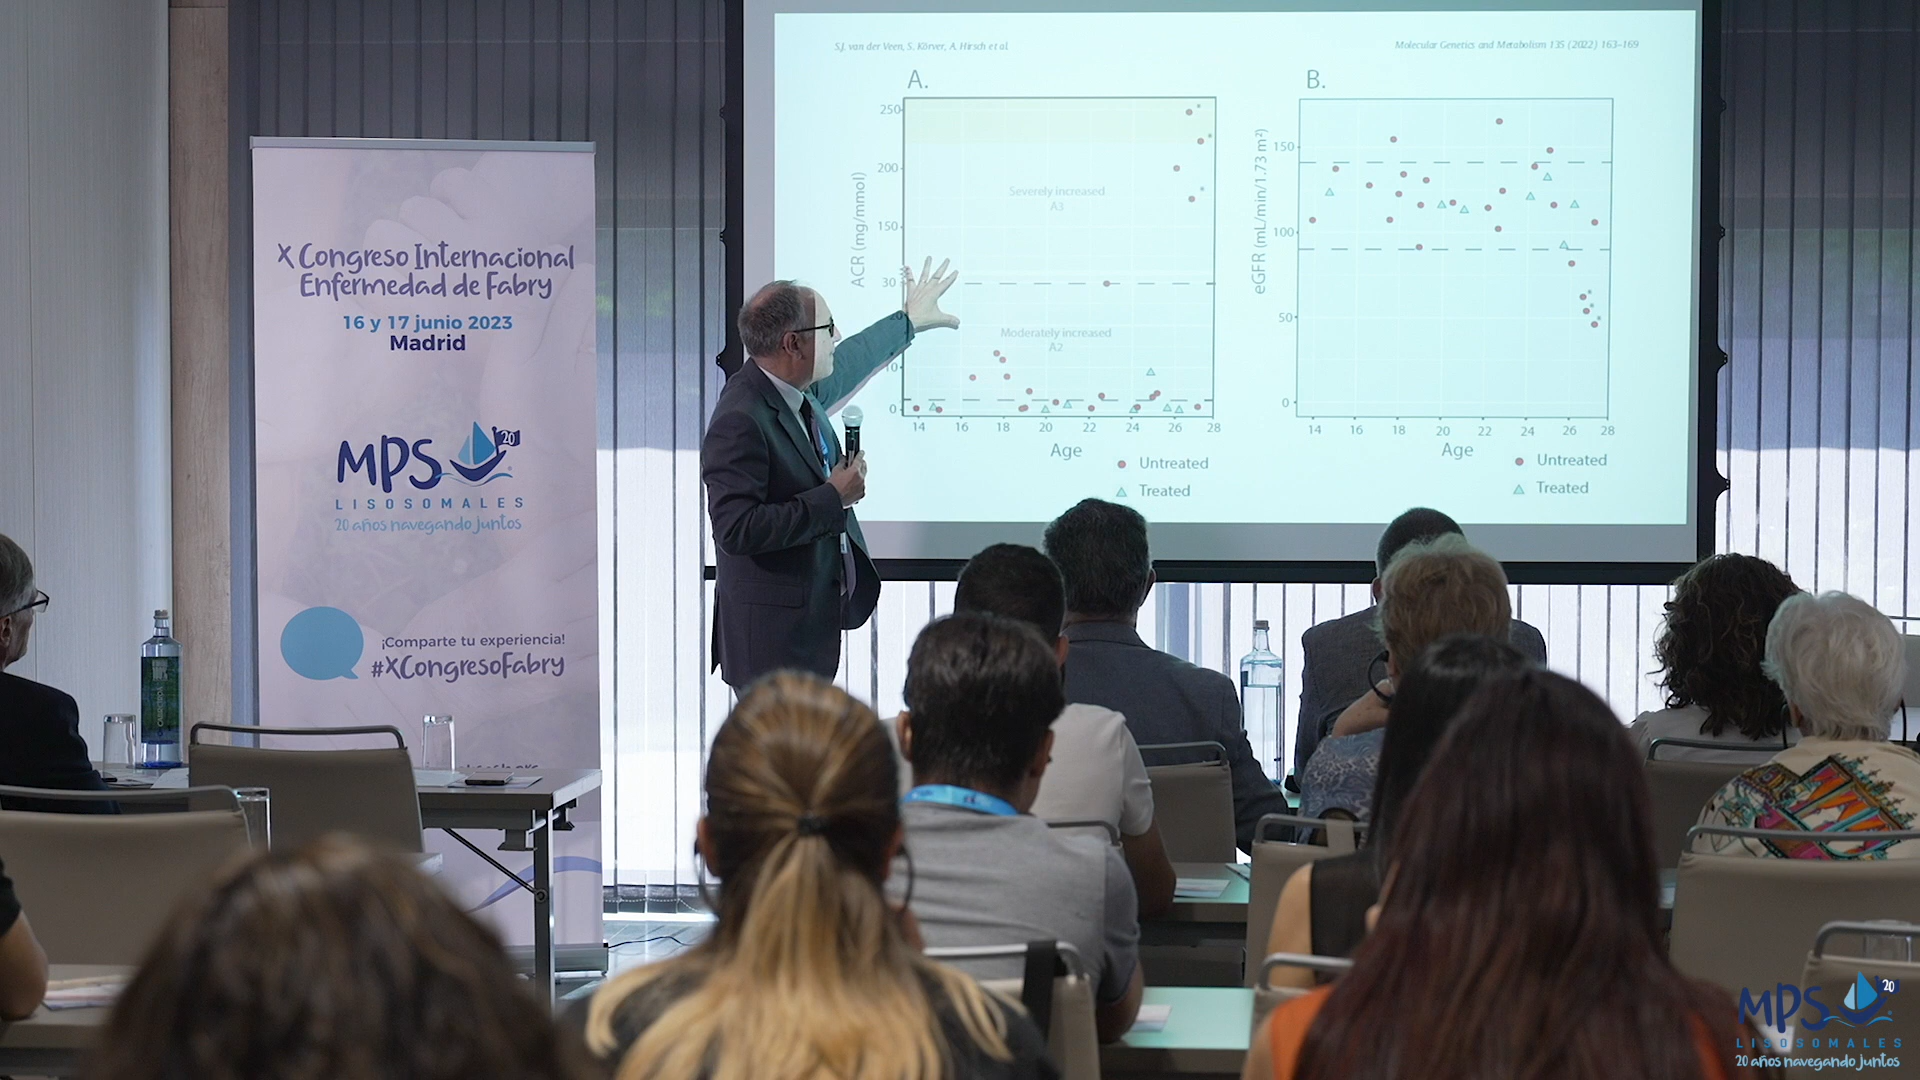 S.J. van der Veen, S. Körver, A. Hirsch et al.
Molecular Genetics and Metabolism 135 (2022) 163–169
A.
250
200
150
30
10
0
ACR (mg/mmol)
Severely increased
A3
Moderately increased
A2
14 16 18 20 22 24 26 28
Age
Untreated
Treated
B.
150
100
50
0
eGFR (mL/min/1.73 m²)
14 16 18 20 22 24 26 28
Age
Untreated
Treated
X Congreso Internacional
Enfermedad de Fabry
16 y 17 junio 2023
Madrid
20
MPS
LISOSOMALES
20 años navegando juntos
¡Comparte tu experiencia!
#XCongresoFabry
20
MPS
LISOSOMALES
20 años navegando juntos